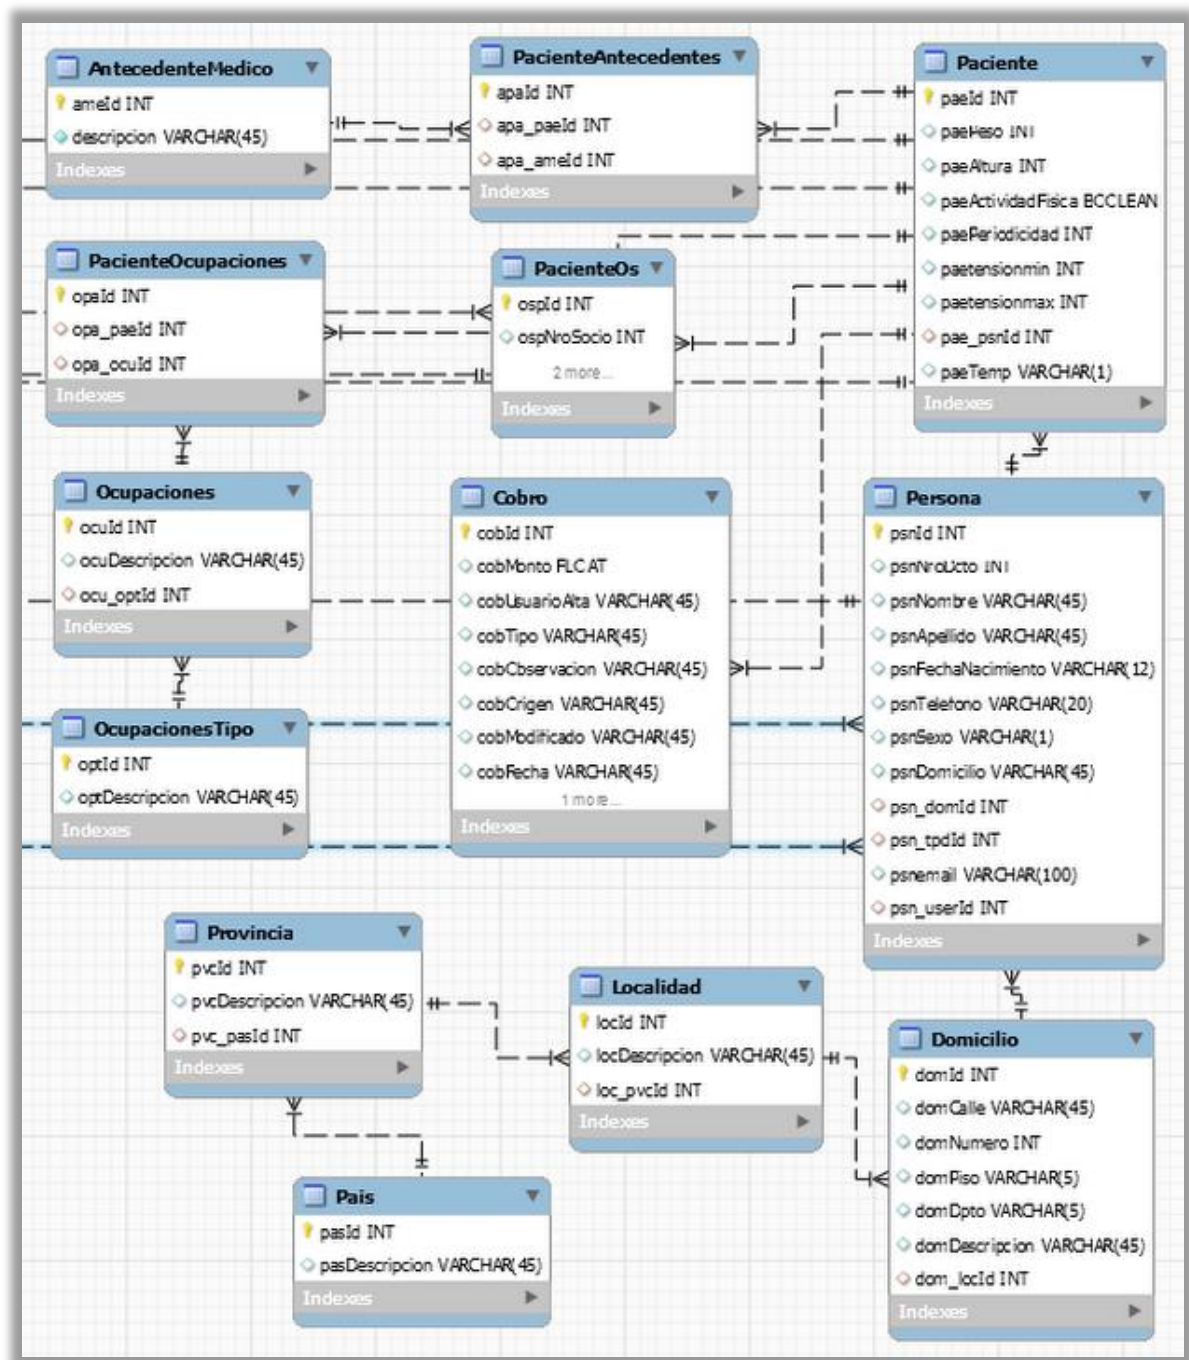 AntecedenteMedico
ameId INT
descripcion VARCHAR(45)
Indexes
PacienteAntecedentes
apaId INT
apa_paeId INT
apa_ameId INT
Indexes
Paciente
paeId INT
paePeso INT
paeAltura INT
paeActividadFisica BCCLEAN
paePeriodicidad INT
paetensionmin INT
paetensionmax INT
pae_psnId INT
paeTemp VARCHAR(1)
Indexes
PacienteOcupaciones
opaId INT
opa_paeId INT
opa_ocuId INT
Indexes
PacienteOs
ospId INT
ospNroSocio INT
2 more...
Indexes
Ocupaciones
ocuId INT
ocuDescripcion VARCHAR(45)
ocu_optId INT
Indexes
Cobro
cobId INT
cobMonto FLCAT
cobUsuarioAlta VARCHAR(45)
cobTipo VARCHAR(45)
cobCbservacion VARCHAR(45)
cobCrigen VARCHAR(45)
cobModificado VARCHAR(45)
cobFecha VARCHAR(45)
1 more...
Indexes
Persona
psnId INT
psnNroDcto INT
psnNombre VARCHAR(45)
psnApellido VARCHAR(45)
psnFechaNacimiento VARCHAR(12)
psnTelefono VARCHAR(20)
psnSexo VARCHAR(1)
psnDomicilio VARCHAR(45)
psn_domId INT
psn_tpdId INT
psnemail VARCHAR(100)
psn_userId INT
Indexes
OcupacionesTipo
optId INT
optDescripcion VARCHAR(45)
Indexes
Provincia
pvcId INT
pvcDescripcion VARCHAR(45)
pvc_pasId INT
Indexes
Localidad
locId INT
locDescripcion VARCHAR(45)
loc_pvcId INT
Indexes
Domicilio
domId INT
domCalle VARCHAR(45)
domNumero INT
domPiso VARCHAR(5)
domDpto VARCHAR(5)
domDescripcion VARCHAR(45)
dom_locId INT
Indexes
Pais
pasId INT
pasDescripcion VARCHAR(45)
Indexes